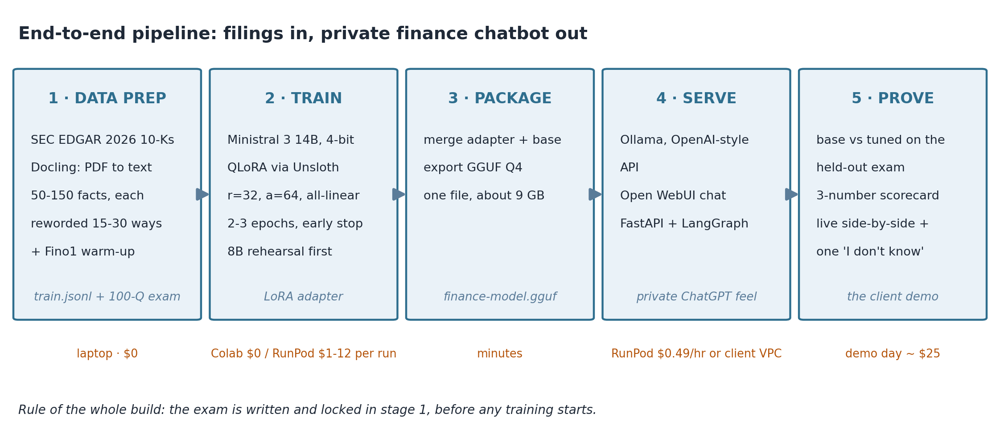 End-to-end pipeline: filings in, private finance chatbot out
1 · DATA PREP
SEC EDGAR 2026 10-Ks
Docling: PDF to text
50-150 facts, each
reworded 15-30 ways
+ Fino1 warm-up
train.jsonl + 100-Q exam
laptop · $0
2 · TRAIN
Ministral 3 14B, 4-bit
QLoRA via Unsloth
r=32, a=64, all-linear
2-3 epochs, early stop
8B rehearsal first
LoRA adapter
Colab $0 / RunPod $1-12 per run
3 · PACKAGE
merge adapter + base
export GGUF Q4
one file, about 9 GB
finance-model.gguf
minutes
4 · SERVE
Ollama, OpenAI-style
API
Open WebUI chat
FastAPI + LangGraph
private ChatGPT feel
RunPod $0.49/hr or client VPC
5 · PROVE
base vs tuned on the
held-out exam
3-number scorecard
live side-by-side +
one 'I don't know'
the client demo
demo day ~ $25
Rule of the whole build: the exam is written and locked in stage 1, before any training starts.